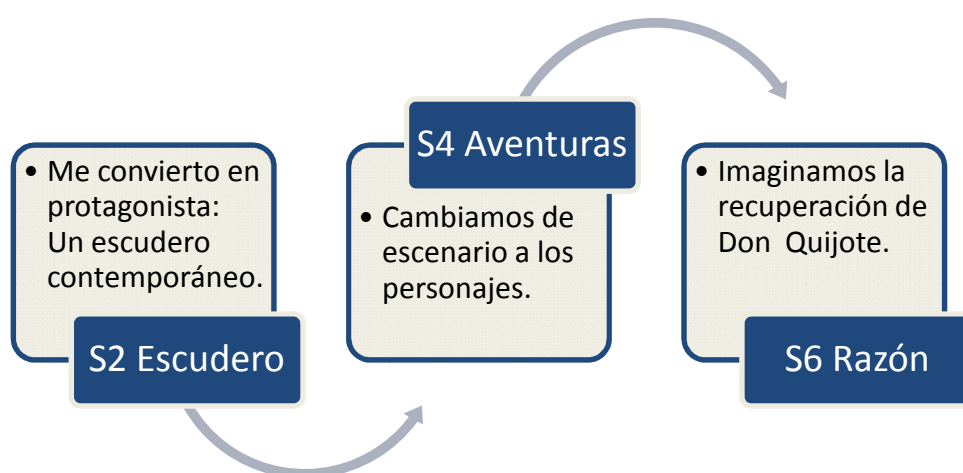 • Me convierto en
protagonista:
Un escudero
contemporáneo.
S2 Escudero
S4 Aventuras
• Cambiamos de
escenario a los
personajes.
• Imaginamos la
recuperación de
Don Quijote.
S6 Razón